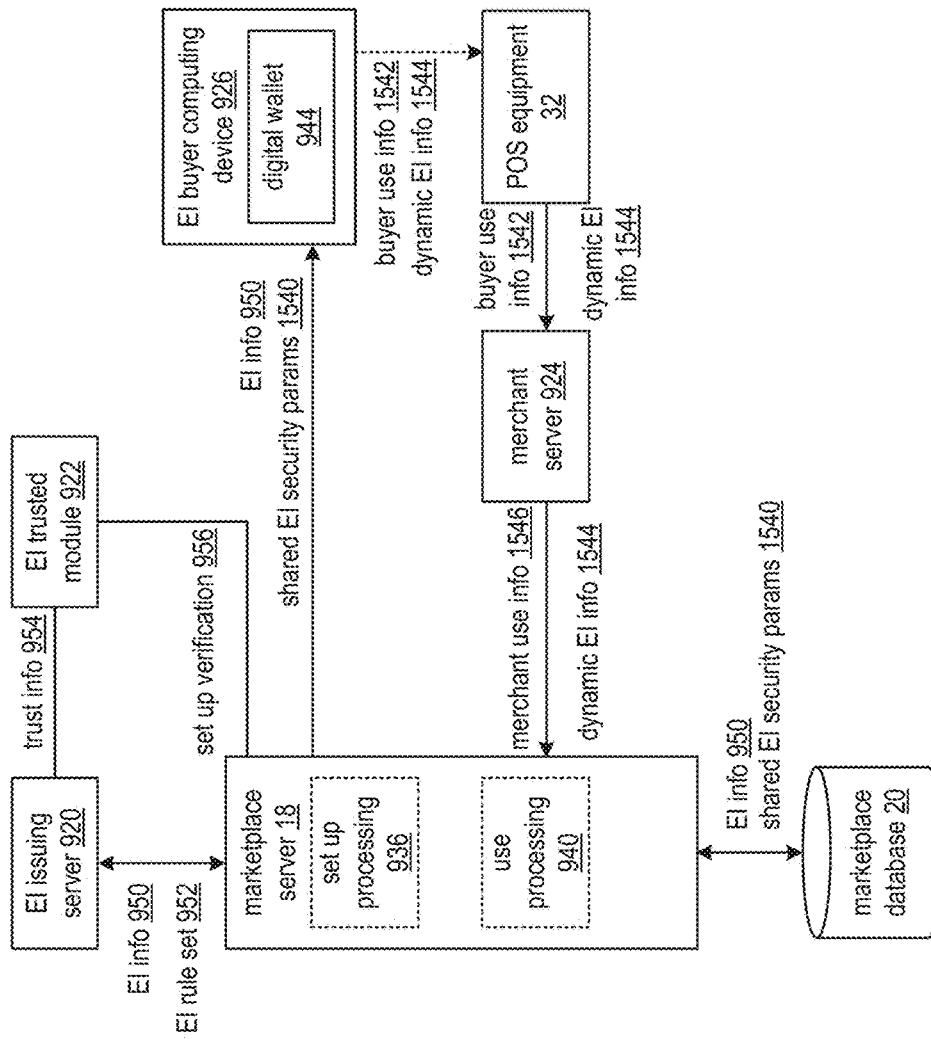 EI issuing
server 920
trust info 954
EI trusted
module 922
EI info 950
EI rule set 952
set up verification 956
marketplace
server 18
set up
processing
936
use
processing
940
EI info 950
shared EI security params 1540
EI buyer computing
device 926
digital wallet
944
buyer use info 1542
dynamic EI info 1544
POS equipment
32
buyer use
info 1542
dynamic EI
info 1544
merchant
server 924
merchant use info 1546
dynamic EI info 1544
EI info 950
shared EI security params 1540
marketplace
database 20